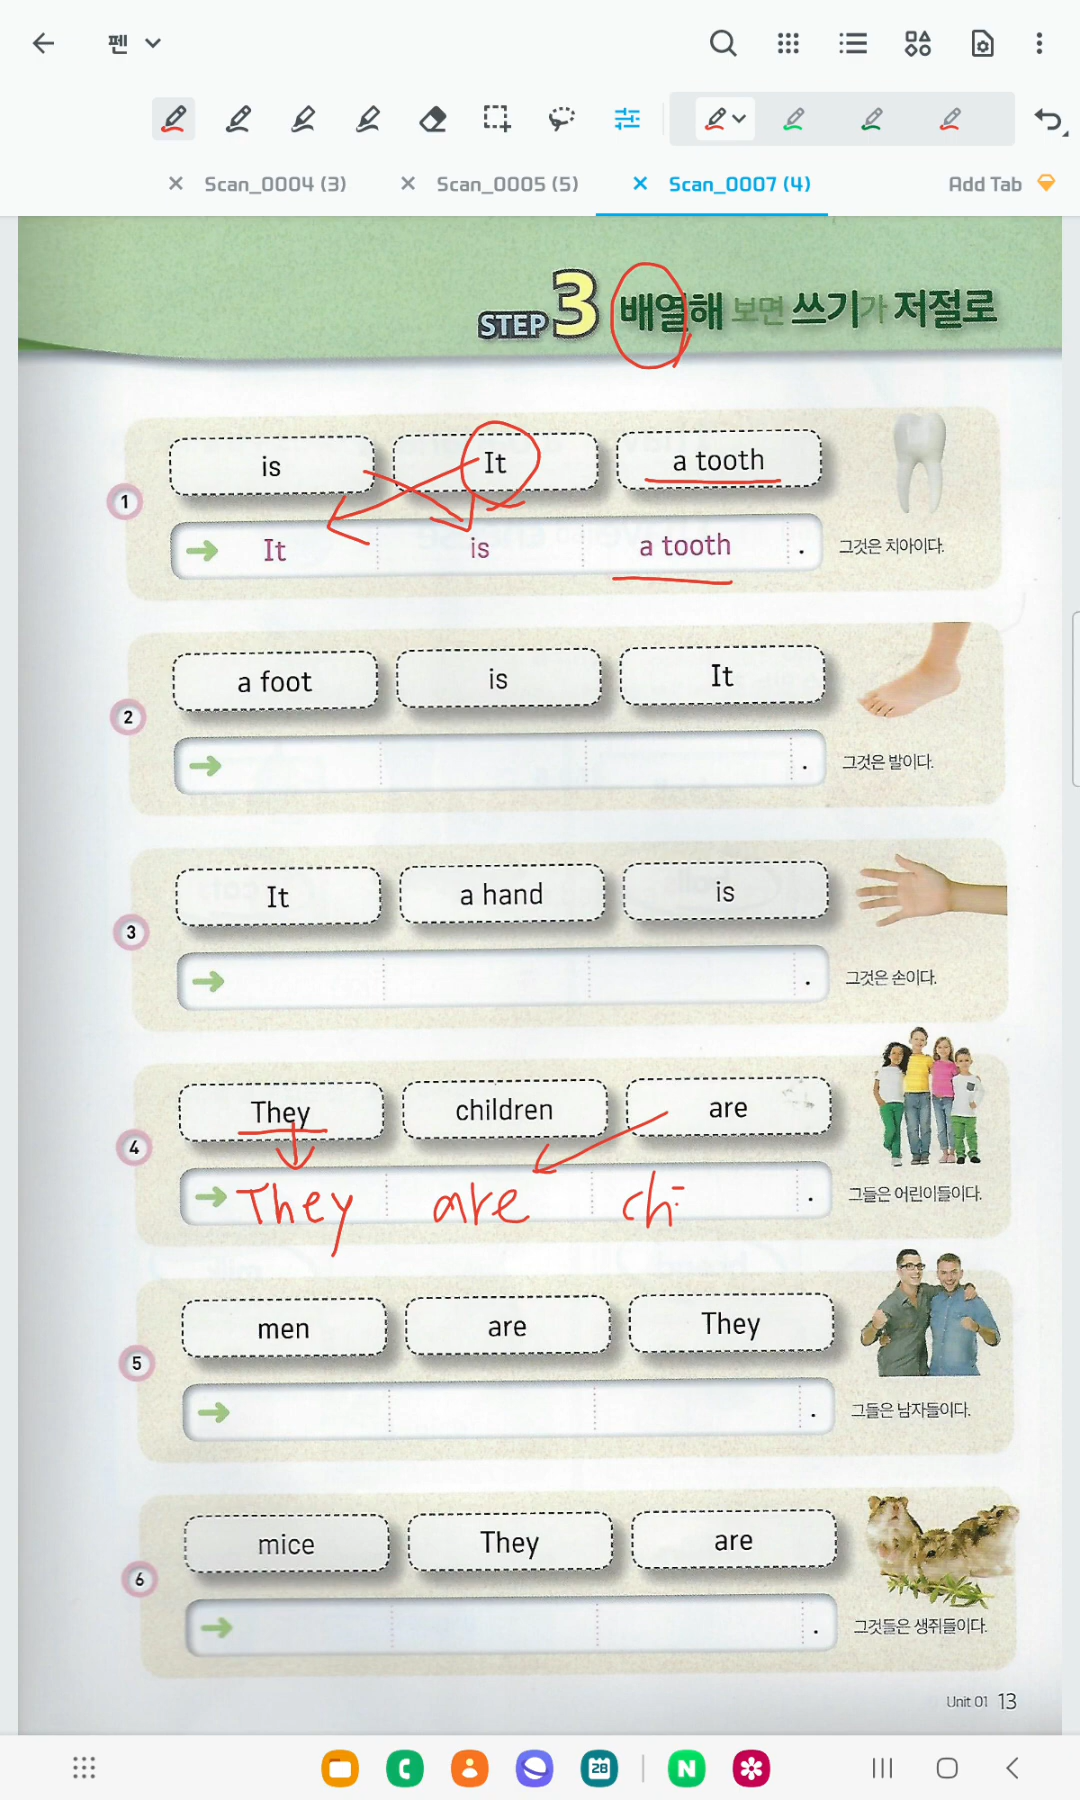 펜
Scan_0004 (3)
Scan_0005 (5)
Scan_0007 (4)
Add Tab
STEP 3 배열해 보면 쓰기가 저절로
1
is
It
a tooth
It is a tooth .
그것은 치아이다.
2
a foot
is
It
.
그것은 발이다.
3
It
a hand
is
.
그것은 손이다.
4
They
children
are
They are ch .
그들은 어린이들이다.
5
men
are
They
.
그들은 남자들이다.
6
mice
They
are
.
그것들은 생쥐들이다.
Unit 01 13
28
N